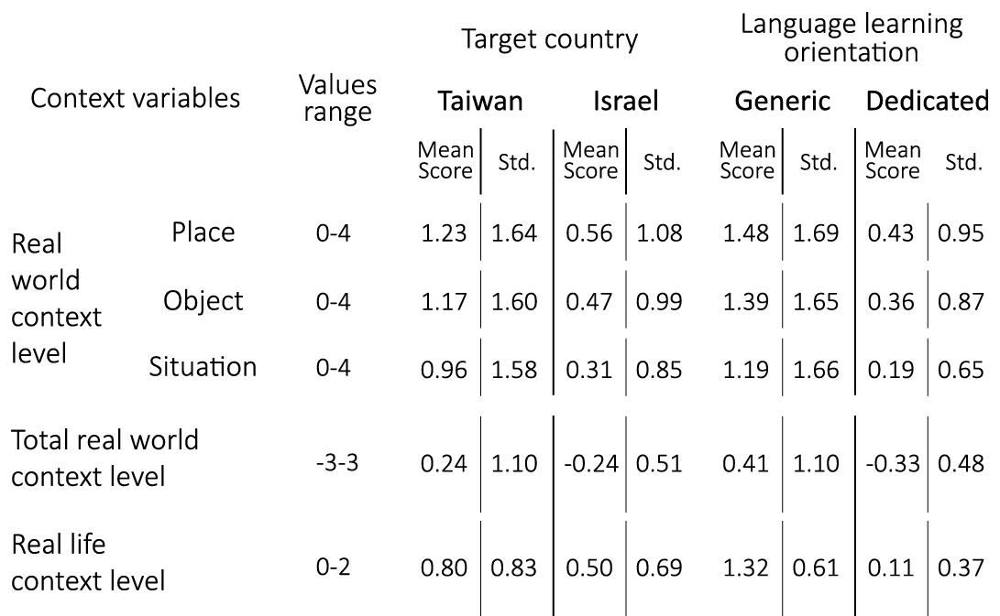 Target country
Language learning
orientation
Context variables
Values
range
Taiwan Israel Generic Dedicated
Mean
Score Std. Mean
Score Std. Mean
Score Std. Mean
Score Std.
Real
world
context
level
Place 0-4 1.23 1.64 0.56 1.08 1.48 1.69 0.43 0.95
Object 0-4 1.17 1.60 0.47 0.99 1.39 1.65 0.36 0.87
Situation 0-4 0.96 1.58 0.31 0.85 1.19 1.66 0.19 0.65
Total real world
context level
-3-3 0.24 1.10 -0.24 0.51 0.41 1.10 -0.33 0.48
Real life
context level
0-2 0.80 0.83 0.50 0.69 1.32 0.61 0.11 0.37